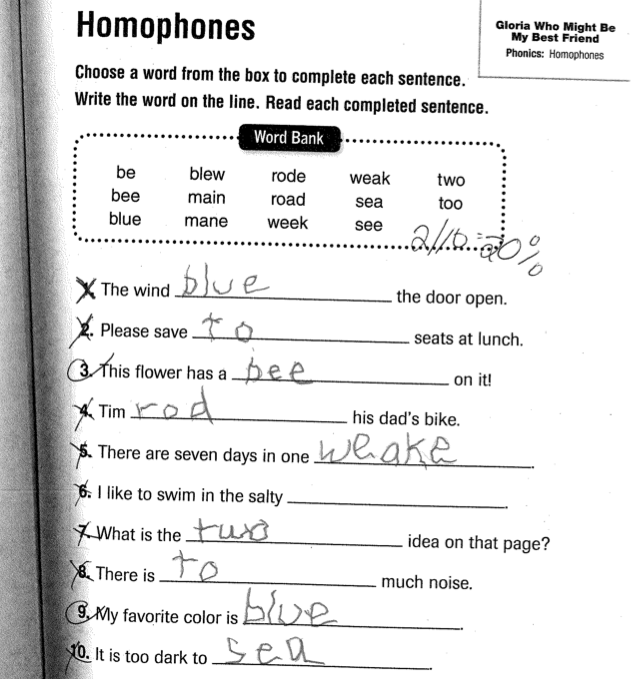 Homophones
Gloria Who Might Be
My Best Friend
Phonics: Homophones
Choose a word from the box to complete each sentence.
Write the word on the line. Read each completed sentence.
Word Bank
be blew rode weak two
bee main road sea too
blue mane week see
2/10 = 20%
1. The wind blue the door open.
2. Please save to seats at lunch.
3. This flower has a bee on it!
4. Tim rod his dad's bike.
5. There are seven days in one weake
6. I like to swim in the salty
7. What is the two idea on that page?
8. There is to much noise.
9. My favorite color is blue.
10. It is too dark to sea.